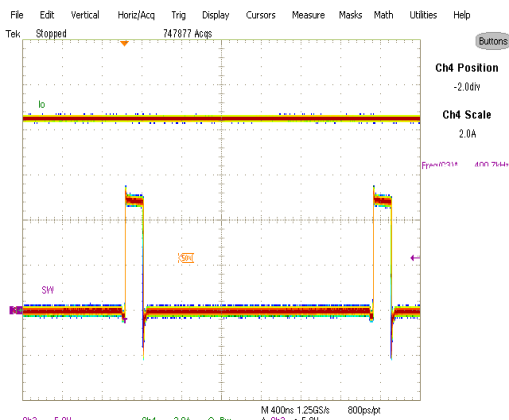 File Edit Vertical Horiz/Acq Trig Display Cursors Measure Masks Math Utilities Help
Tek Stopped 747877 Acqs
Buttons
Ch4 Position
-2.0div
Ch4 Scale
2.0A
Io
SW
M 400ns 1.25GS/s 800ps/pt